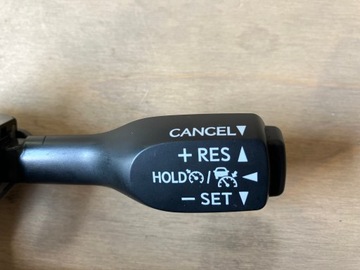 CANCEL▼
+ RES▲
HOLD / ◀
− SET▼